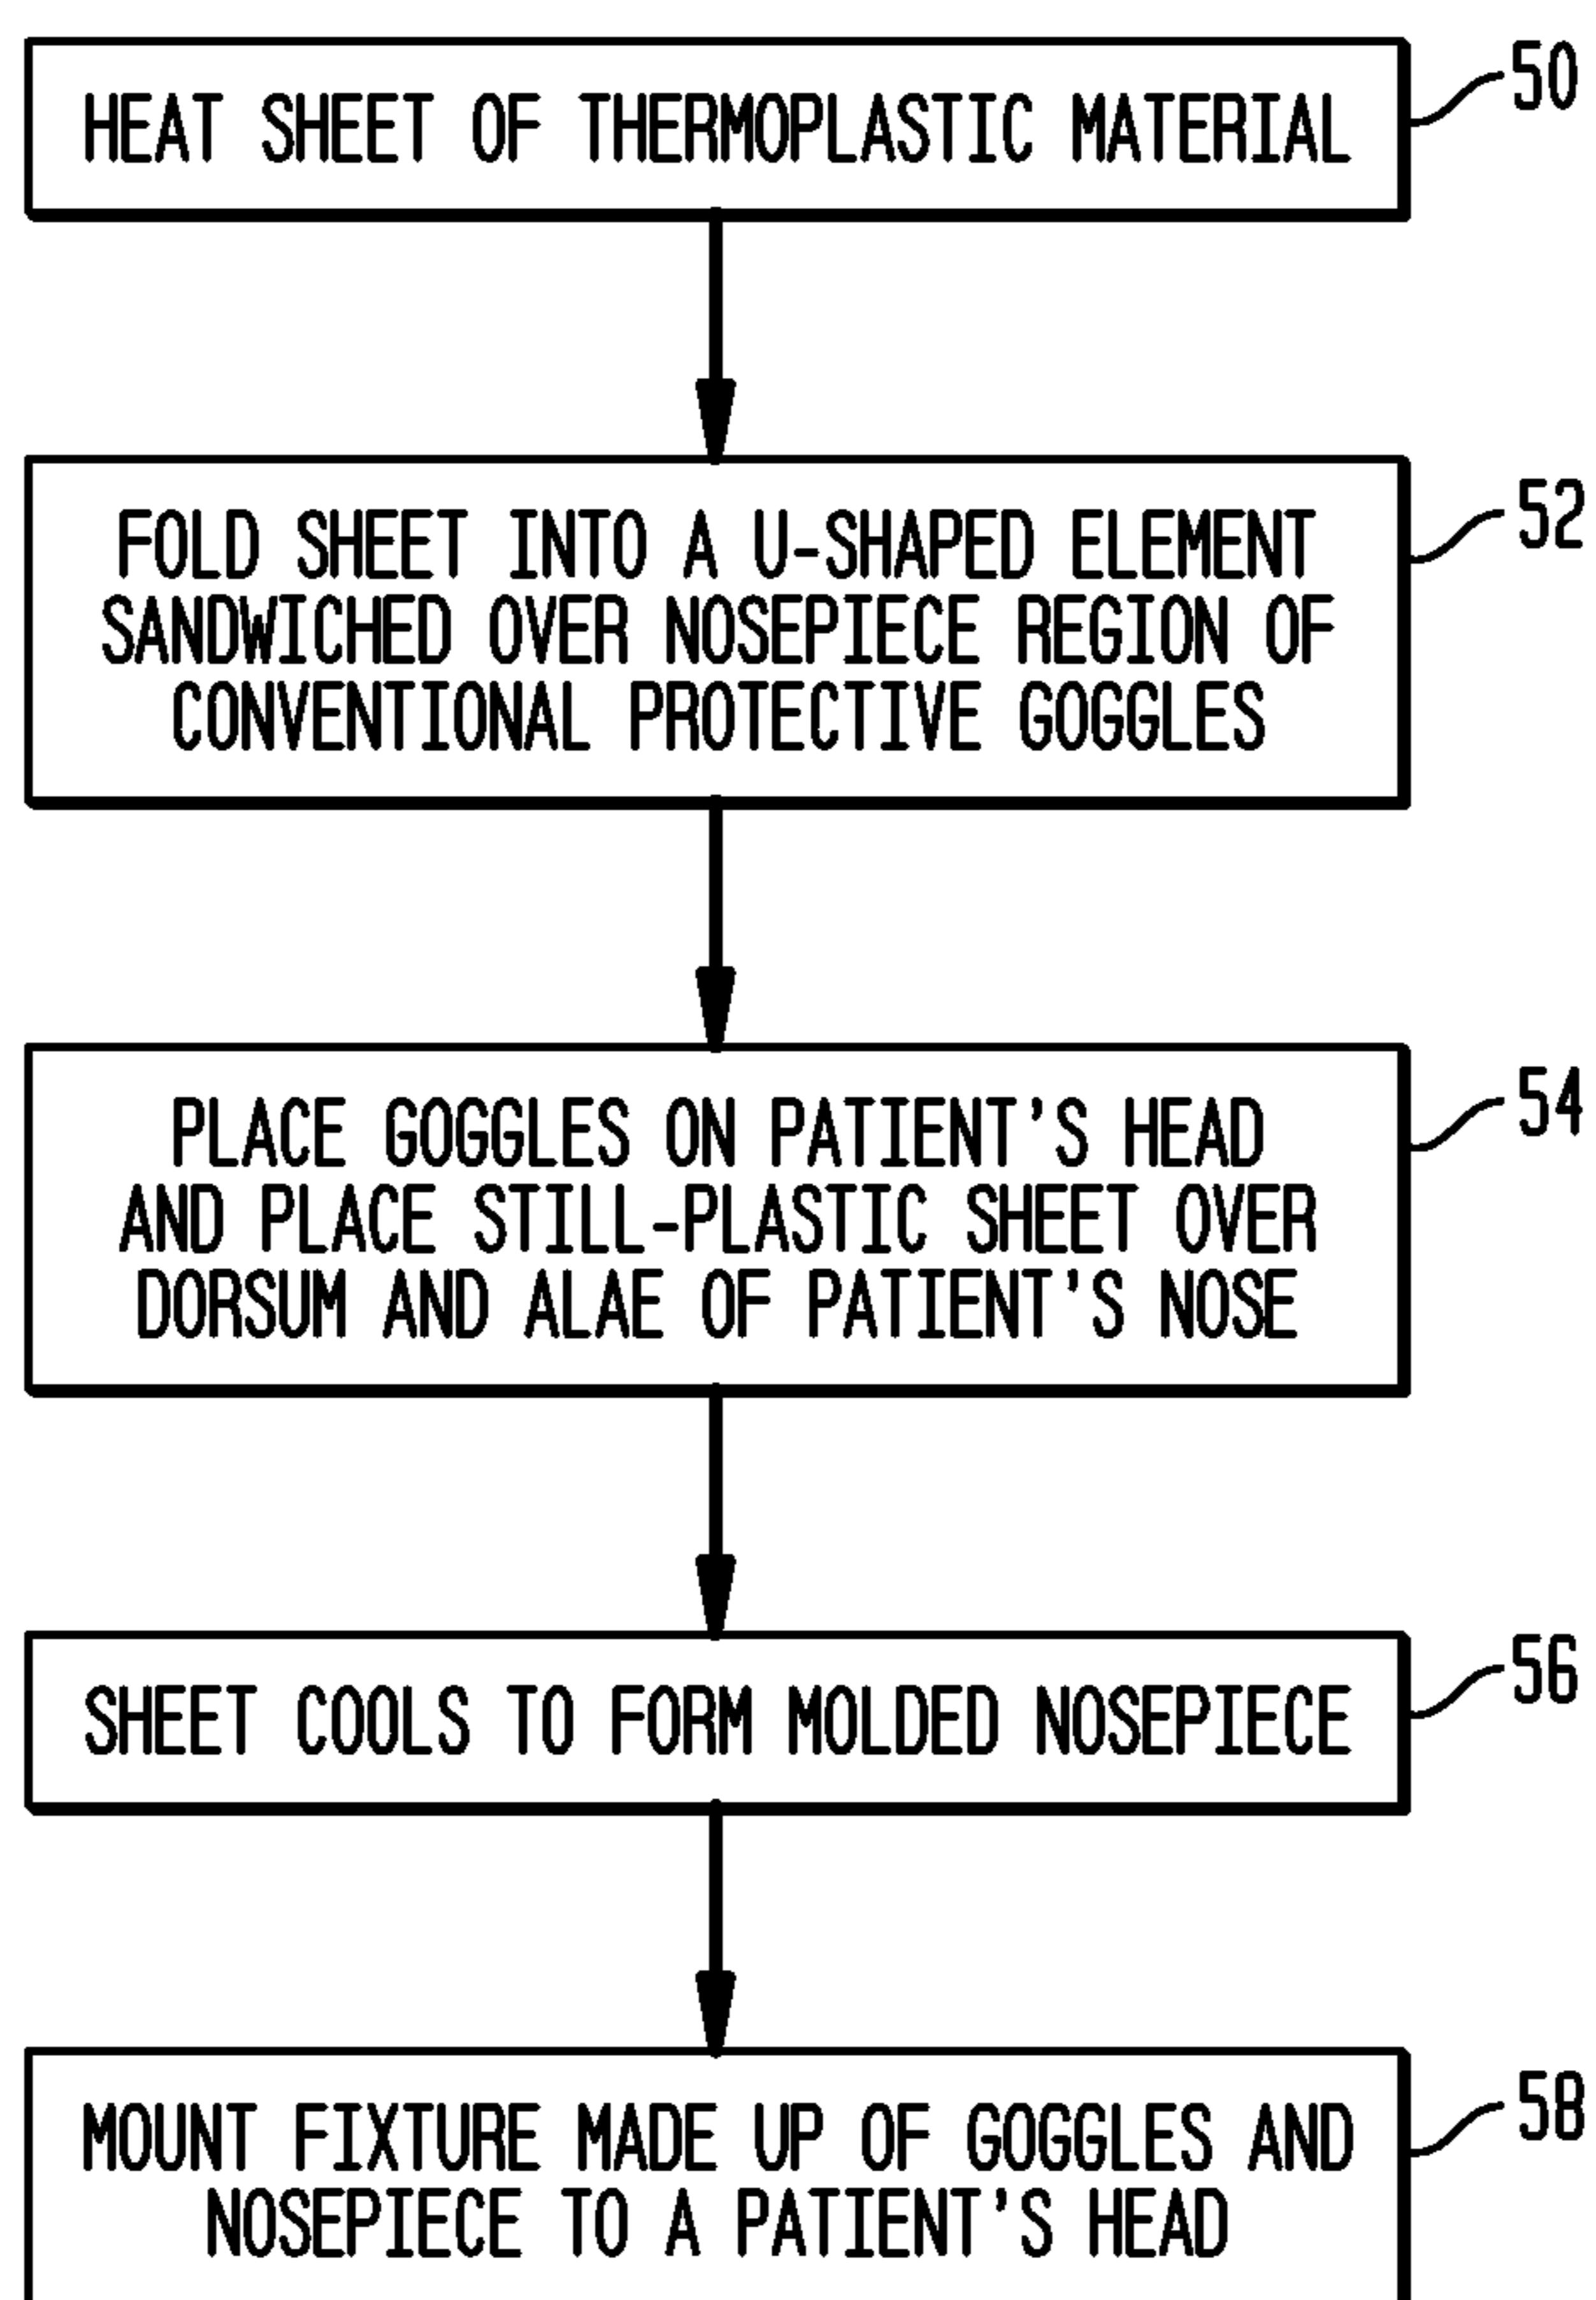 HEAT SHEET OF THERMOPLASTIC MATERIAL
50
FOLD SHEET INTO A U-SHAPED ELEMENT
SANDWICHED OVER NOSEPIECE REGION OF
CONVENTIONAL PROTECTIVE GOGGLES
52
PLACE GOGGLES ON PATIENT'S HEAD
AND PLACE STILL-PLASTIC SHEET OVER
DORSUM AND ALAE OF PATIENT'S NOSE
54
SHEET COOLS TO FORM MOLDED NOSEPIECE
56
MOUNT FIXTURE MADE UP OF GOGGLES AND
NOSEPIECE TO A PATIENT'S HEAD
58